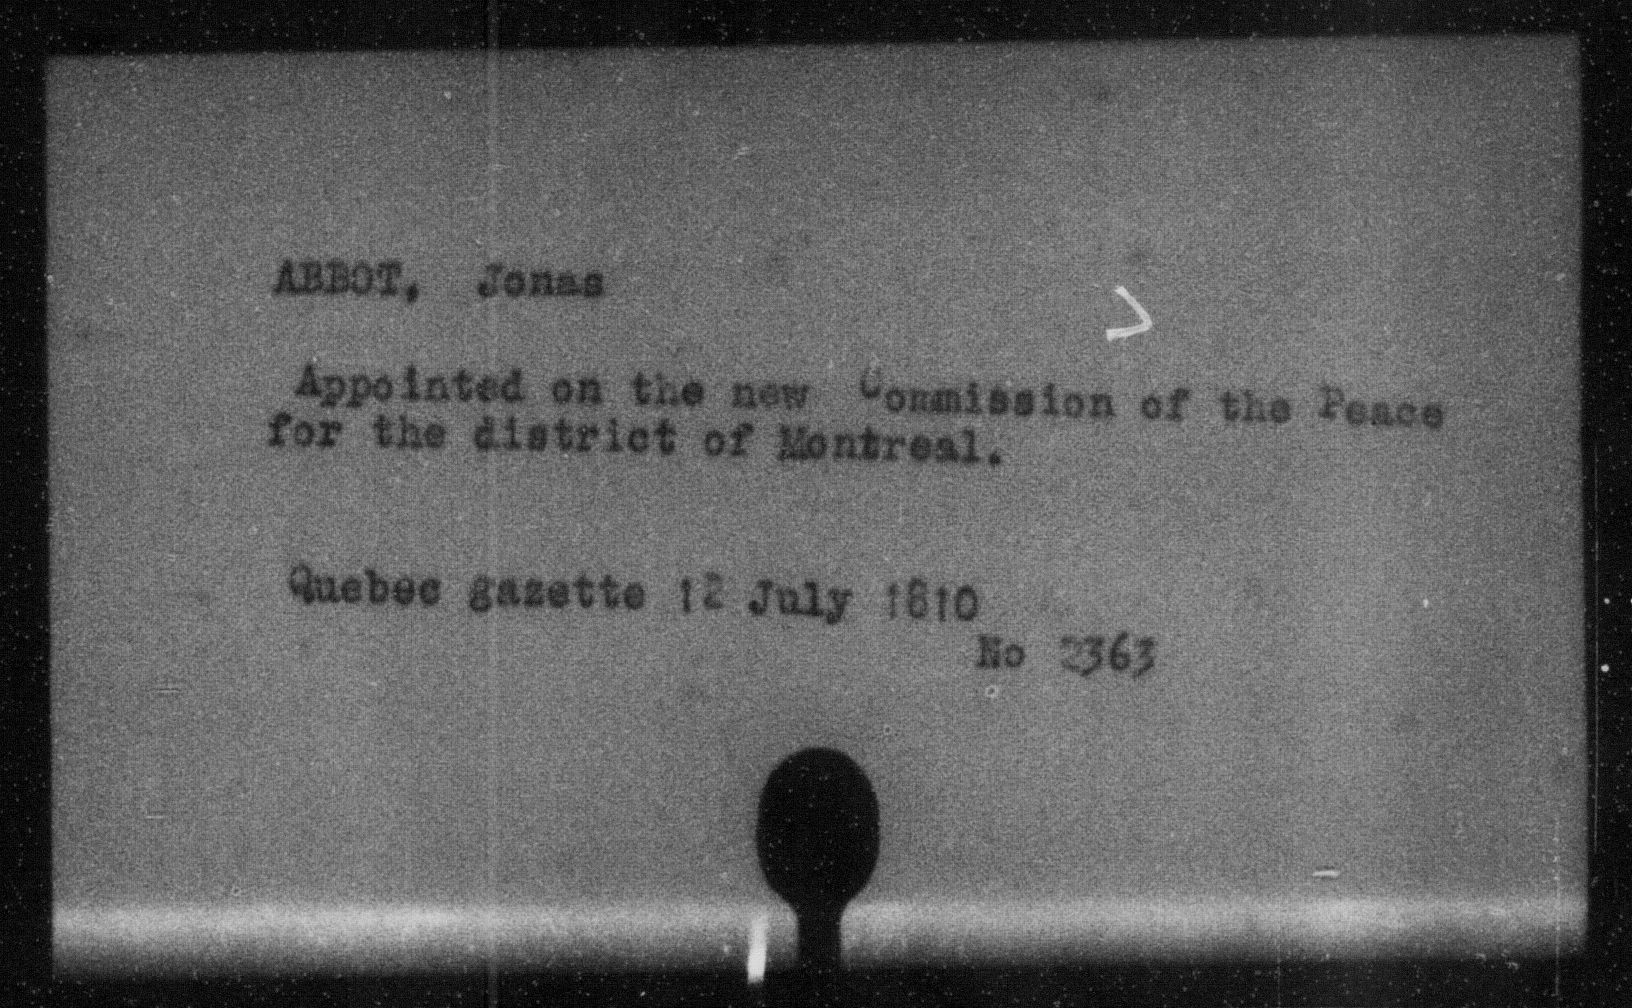 ABBOT, Jonas
Appointed on the new Commission of the Peace
for the district of Montreal.
Quebec gazette 12 July 1810
No 2363